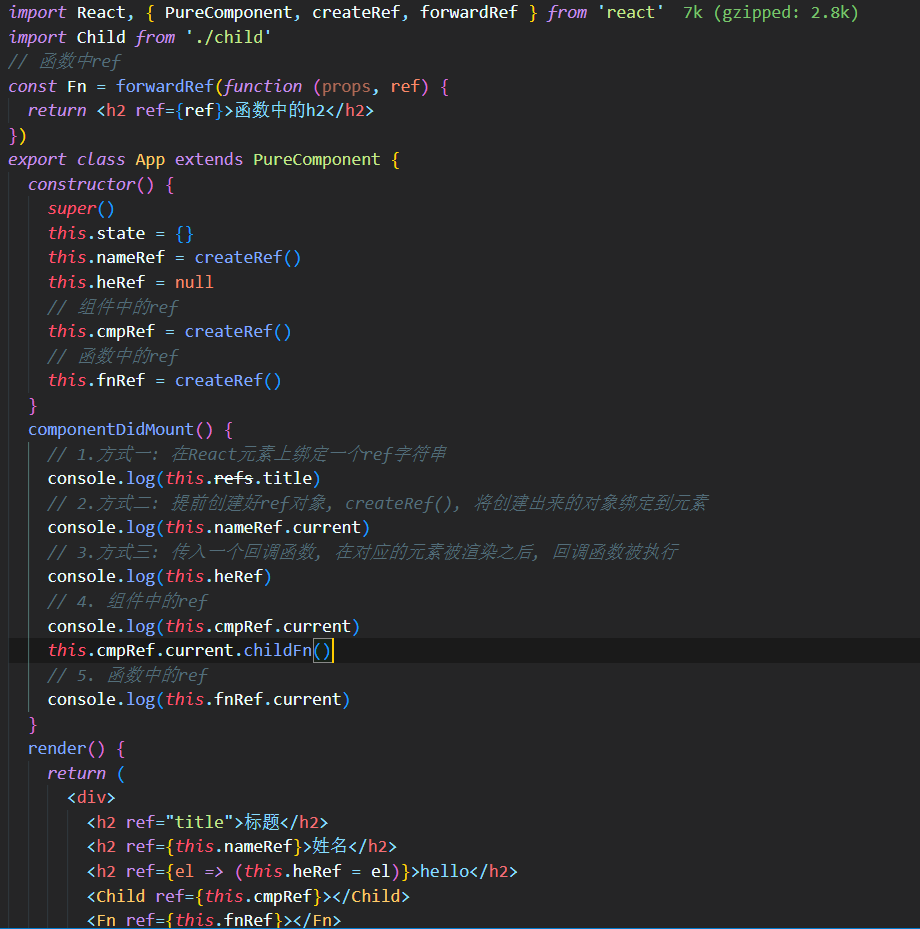 import React, { PureComponent, createRef, forwardRef } from 'react'  7k (gzipped: 2.8k)
import Child from './child'
// 函数中ref
const Fn = forwardRef(function (props, ref) {
  return <h2 ref={ref}>函数中的h2</h2>
})
export class App extends PureComponent {
  constructor() {
    super()
    this.state = {}
    this.nameRef = createRef()
    this.heRef = null
    // 组件中的ref
    this.cmpRef = createRef()
    // 函数中的ref
    this.fnRef = createRef()
  }
  componentDidMount() {
    // 1.方式一: 在React元素上绑定一个ref字符串
    console.log(this.refs.title)
    // 2.方式二: 提前创建好ref对象, createRef(), 将创建出来的对象绑定到元素
    console.log(this.nameRef.current)
    // 3.方式三: 传入一个回调函数, 在对应的元素被渲染之后, 回调函数被执行
    console.log(this.heRef)
    // 4. 组件中的ref
    console.log(this.cmpRef.current)
    this.cmpRef.current.childFn()
    // 5. 函数中的ref
    console.log(this.fnRef.current)
  }
  render() {
    return (
      <div>
        <h2 ref="title">标题</h2>
        <h2 ref={this.nameRef}>姓名</h2>
        <h2 ref={el => (this.heRef = el)}>hello</h2>
        <Child ref={this.cmpRef}></Child>
        <Fn ref={this.fnRef}></Fn>